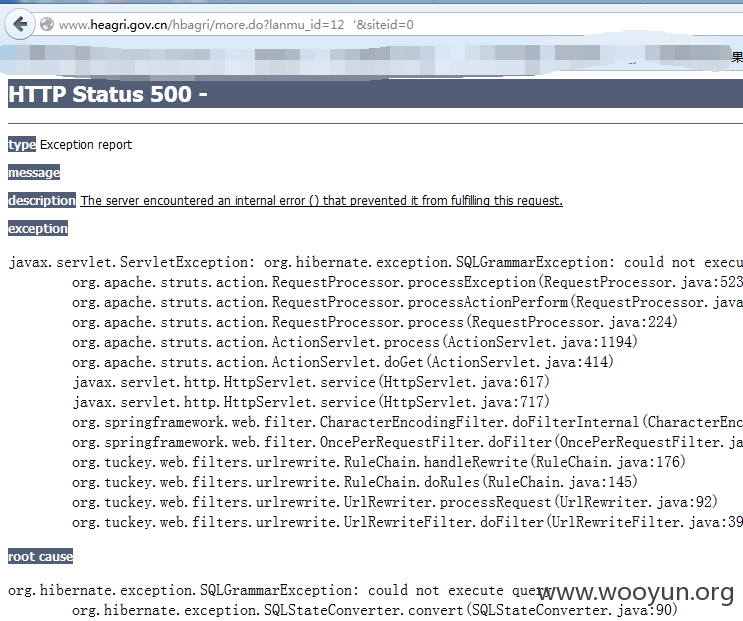 www.heagri.gov.cn/hbagri/more.do?lanmu_id=12 '&siteid=0
果
HTTP Status 500 -
type Exception report
message
description The server encountered an internal error () that prevented it from fulfilling this request.
exception
javax.servlet.ServletException: org.hibernate.exception.SQLGrammarException: could not execu
org.apache.struts.action.RequestProcessor.processException(RequestProcessor.java:523
org.apache.struts.action.RequestProcessor.processActionPerform(RequestProcessor.java
org.apache.struts.action.RequestProcessor.process(RequestProcessor.java:224)
org.apache.struts.action.ActionServlet.process(ActionServlet.java:1194)
org.apache.struts.action.ActionServlet.doGet(ActionServlet.java:414)
javax.servlet.http.HttpServlet.service(HttpServlet.java:617)
javax.servlet.http.HttpServlet.service(HttpServlet.java:717)
org.springframework.web.filter.CharacterEncodingFilter.doFilterInternal(CharacterEnc
org.springframework.web.filter.OncePerRequestFilter.doFilter(OncePerRequestFilter.ja
org.tuckey.web.filters.urlrewrite.RuleChain.handleRewrite(RuleChain.java:176)
org.tuckey.web.filters.urlrewrite.RuleChain.doRules(RuleChain.java:145)
org.tuckey.web.filters.urlrewrite.UrlRewriter.processRequest(UrlRewriter.java:92)
org.tuckey.web.filters.urlrewrite.UrlRewriteFilter.doFilter(UrlRewriteFilter.java:39
root cause
org.hibernate.exception.SQLGrammarException: could not execute query
www.wooyun.org
org.hibernate.exception.SQLStateConverter.convert(SQLStateConverter.java:90)